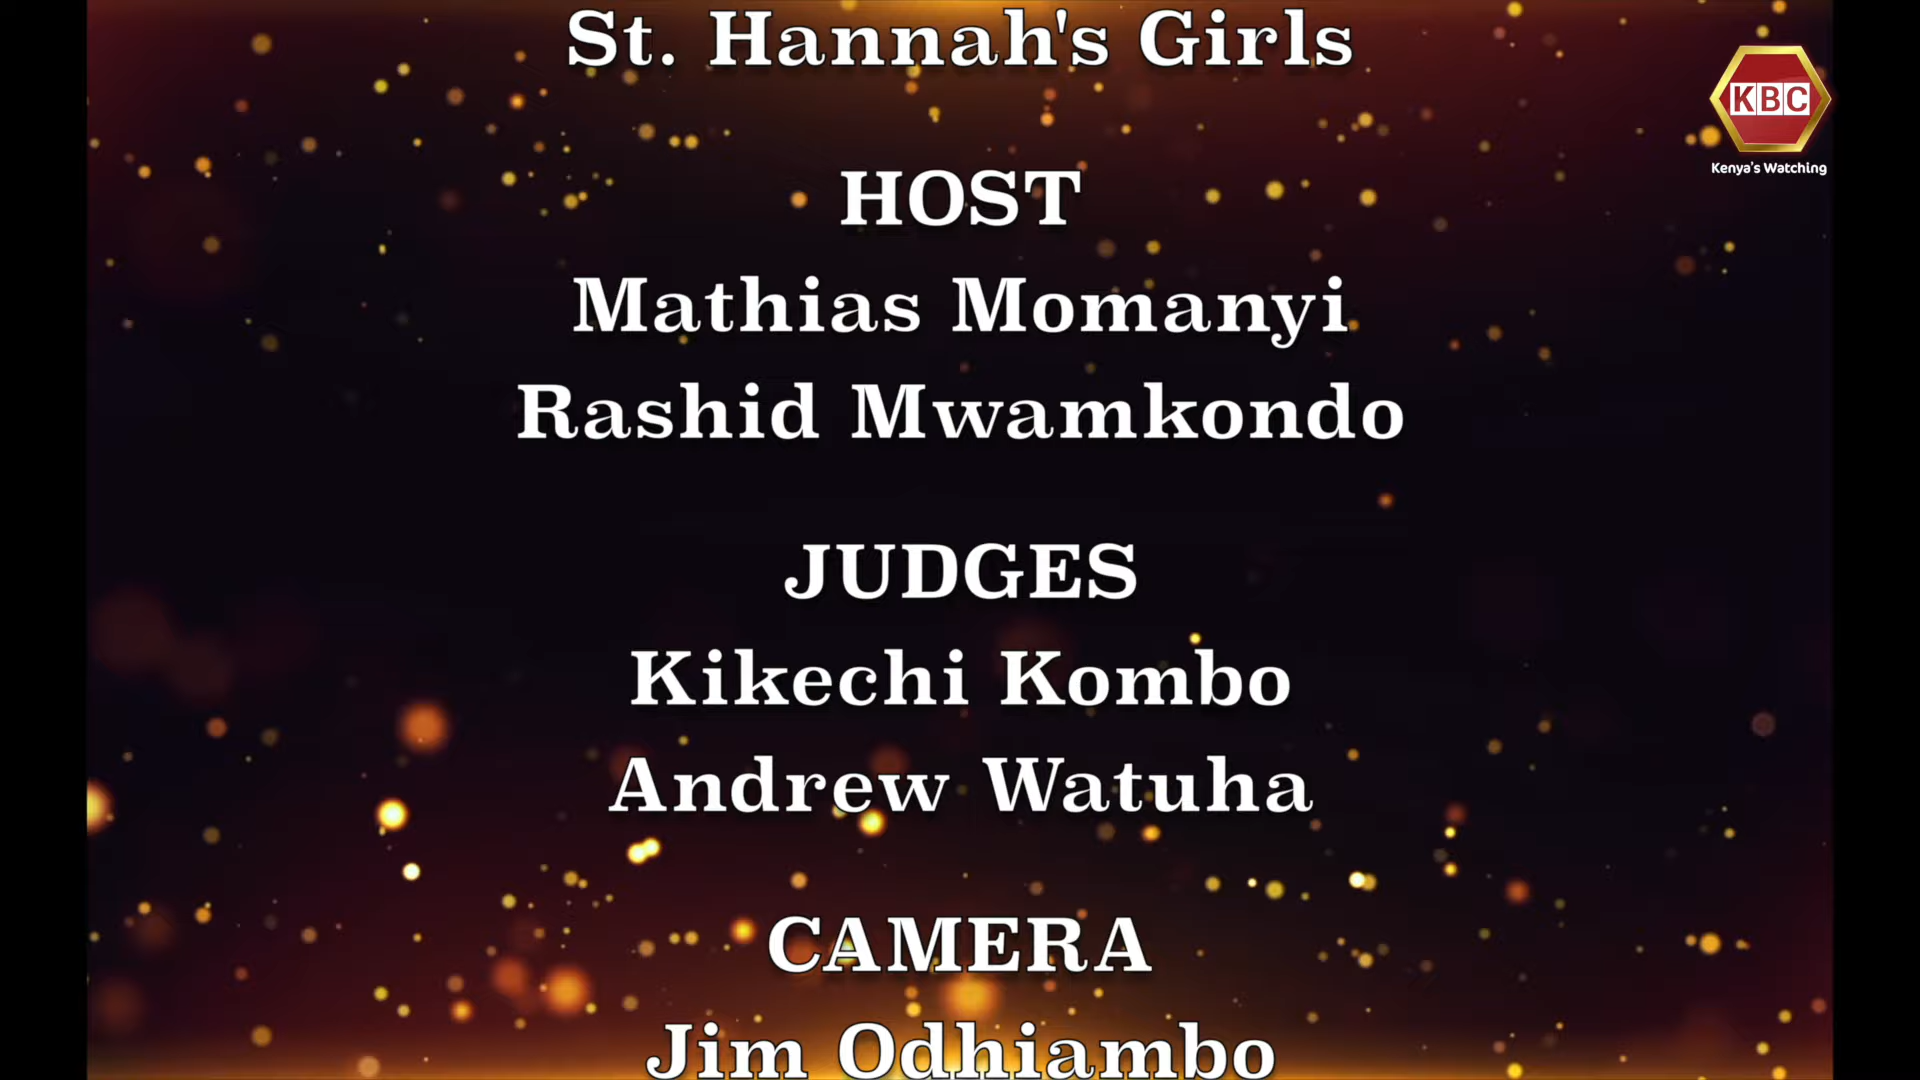 St. Hannah's Girls
KBC
Kenya's Watching
HOST
Mathias Momanyi
Rashid Mwamkondo
JUDGES
Kikechi Kombo
Andrew Watuha
CAMERA
Jim Odhiambo